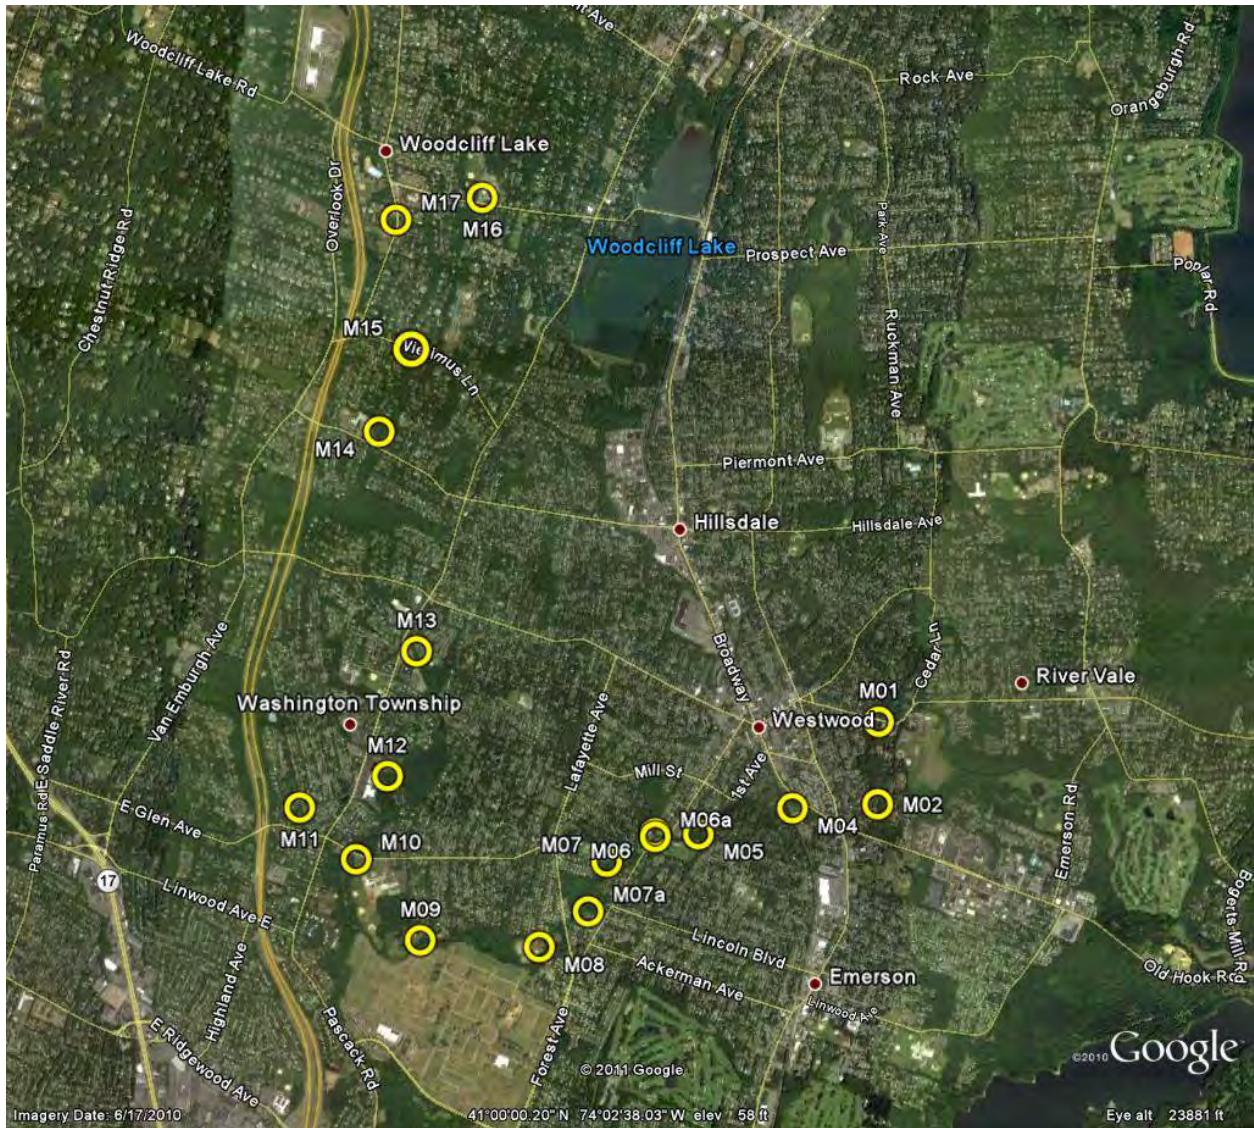 nt Ave
Woodcliff Lake Rd
Rock Ave
Orangeburgh Rd
Woodcliff Lake
Overlook Dr
M17
M16
Chestnut Ridge Rd
Park Ave
Woodcliff Lake
Prospect Ave
Poplar Rd
M15
Ruckman Ave
M14
Piermont Ave
Hillsdale
Hillsdale Ave
M13
Broadway
Cedar Ln
River Vale
Van Emburgh Ave
E Saddle River Rd
Washington Township
M01
Westwood
Lafayette Ave
M12
Mill St
1st Ave
Paramus Rd
E Glen Ave
M11
M10
M06a
M04
M02
Emerson Rd
M07
M06
M05
17
Linwood Ave E
M07a
Bogerts Mill Rd
M09
Lincoln Blvd
M08
Ackerman Ave
Emerson
Old Hook Rd
Highland Ave
Linwood Ave
E Ridgewood Ave
Pascack Rd
Forest Ave
© 2011 Google
©2010 Google
Imagery Date: 6/17/2010
41°00'00.20" N 74°02'38.03" W elev 58 ft
Eye alt 23881 ft